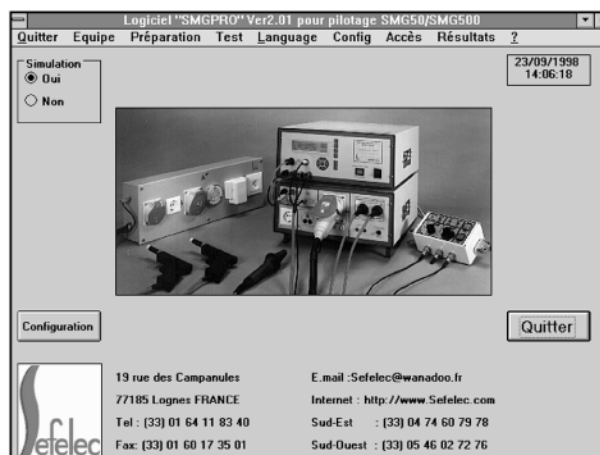 Logiciel "SMGPRO" Ver2.01 pour pilotage SMG50/SMG500
Quitter Equipe Préparation Test Language Config Accès Résultats ?
Simulation
Oui
Non
23/09/1998
14:06:18
Configuration
Quitter
Sefelec
19 rue des Campanules
77185 Lognes FRANCE
Tel : (33) 01 64 11 83 40
Fax: (33) 01 60 17 35 01
E.mail :Sefelec@wanadoo.fr
Internet : http://www.Sefelec.com
Sud-Est : (33) 04 74 60 79 78
Sud-Ouest : (33) 05 46 02 72 76